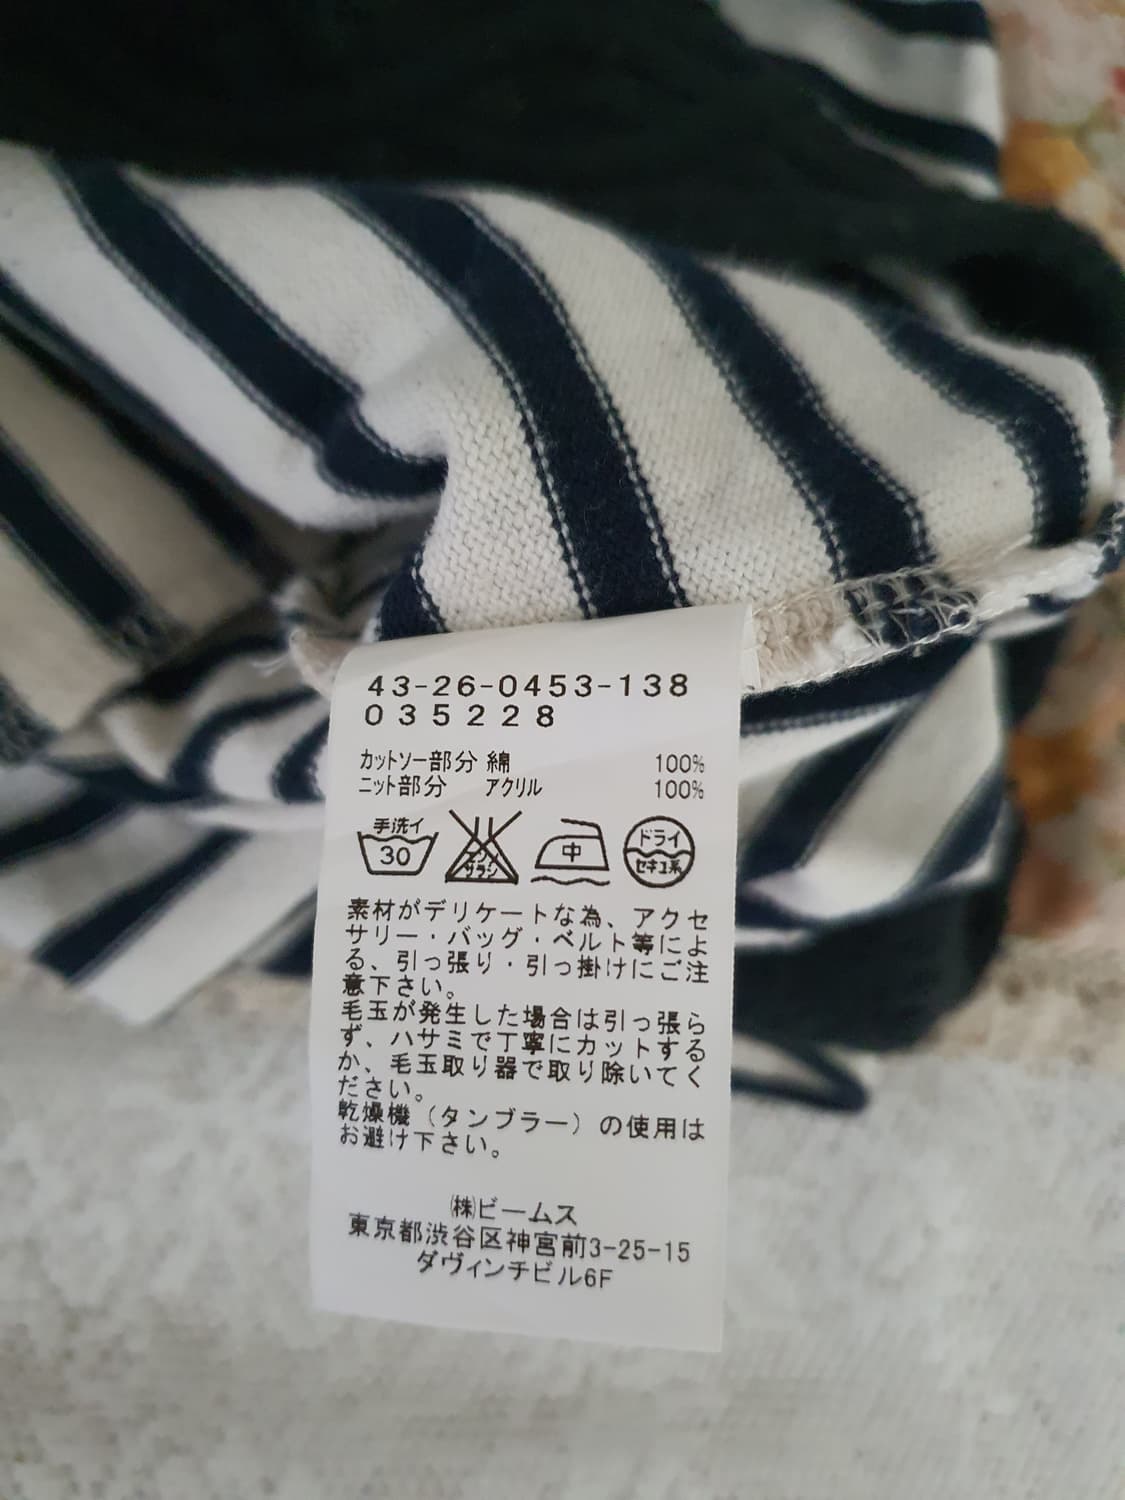 43-26-0453-138
035228
カットソー部分 綿 100%
ニット部分 アクリル 100%
手洗イ
30
エンソ
サラシ
中
ドライ
セキユ系
素材がデリケートな為、アクセ
サリー・バッグ・ベルト等によ
る、引っ張り・引っ掛けにご注
意下さい。
毛玉が発生した場合は引っ張ら
ず、ハサミで丁寧にカットする
か、毛玉取り器で取り除いてく
ださい。
乾燥機(タンブラー)の使用は
お避け下さい。
㈱ビームス
東京都渋谷区神宮前3-25-15
ダヴィンチビル6F